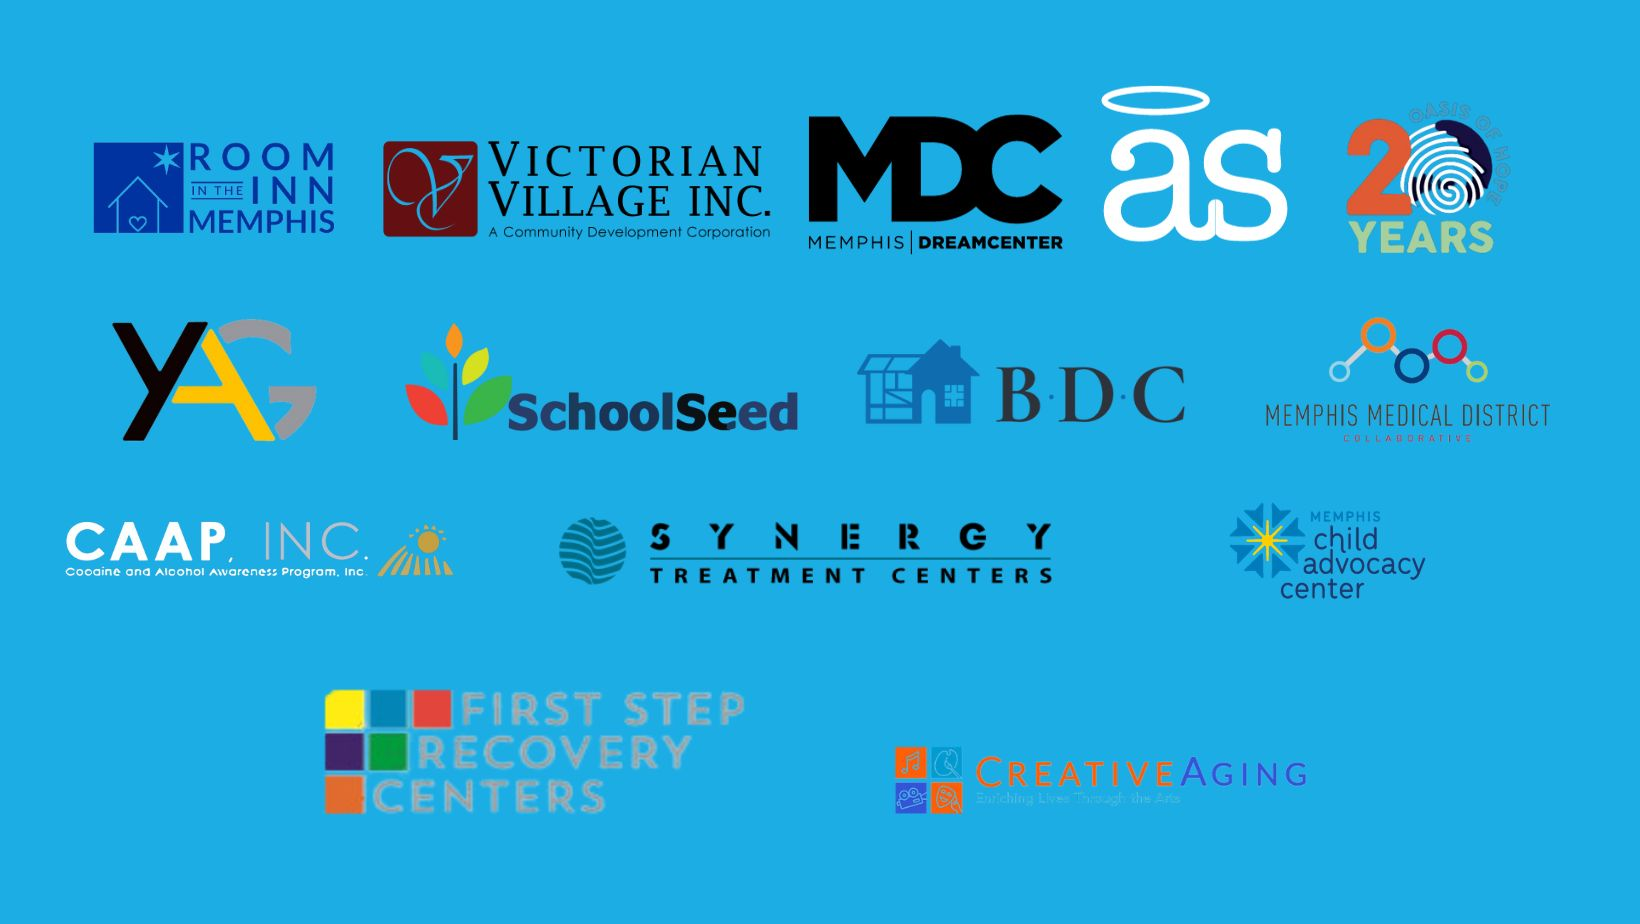 ROOM
IN THE INN
MEMPHIS
VICTORIAN
VILLAGE INC.
A Community Development Corporation
MDC
MEMPHIS | DREAMCENTER
as
OASIS OF HOPE
20
YEARS
YAG
SchoolSeed
B·D·C
MEMPHIS MEDICAL DISTRICT
COLLABORATIVE
CAAP, INC.
Cocaine and Alcohol Awareness Program, Inc.
SYNERGY
TREATMENT CENTERS
MEMPHIS
child
advocacy
center
FIRST STEP
RECOVERY
CENTERS
CREATIVEAGING
Enriching Lives Through the Arts